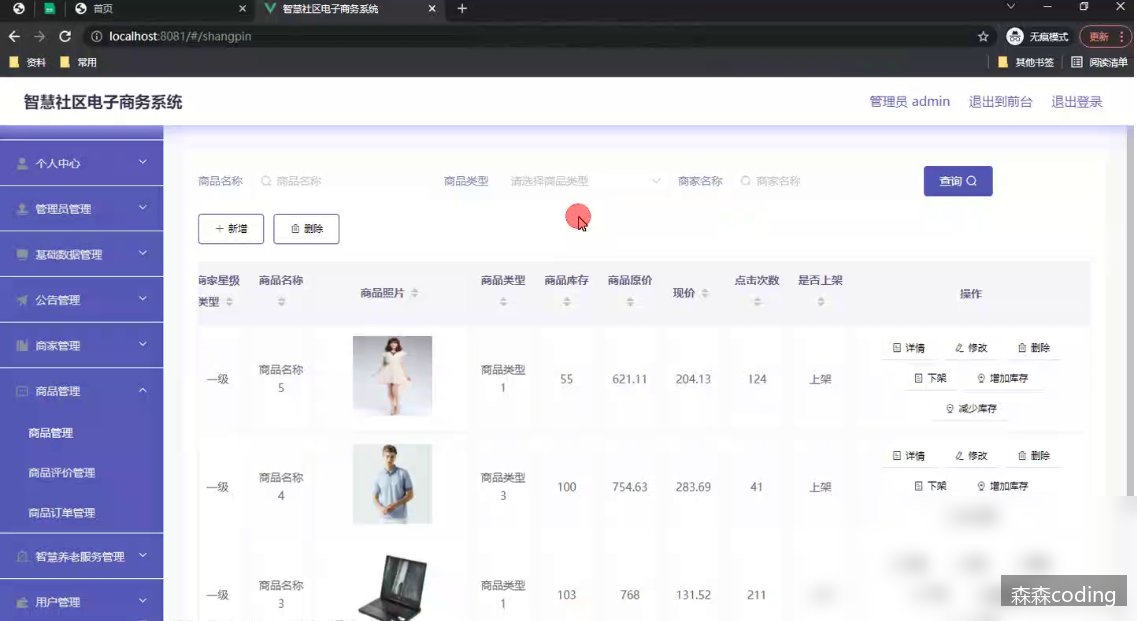 首页
智慧社区电子商务系统
localhost:8081/#/shangpin
无痕模式
更新
资料
常用
其他书签
阅读清单
智慧社区电子商务系统
管理员 admin
退出到前台
退出登录
个人中心
管理员管理
基础数据管理
公告管理
商家管理
商品管理
商品管理
商品评价管理
商品订单管理
智慧养老服务管理
用户管理
商品名称 商品名称
商品类型 请选择商品类型
商家名称 商家名称
查询
新增
删除
商家星级类型 商品名称 商品照片 商品类型 商品库存 商品原价 现价 点击次数 是否上架 操作
一级 商品名称5 商品类型1 55 621.11 204.13 124 上架
详情 修改 删除
下架 增加库存
减少库存
一级 商品名称4 商品类型3 100 754.63 283.69 41 上架
详情 修改 删除
下架 增加库存
一级 商品名称3 商品类型1 103 768 131.52 211
森森coding